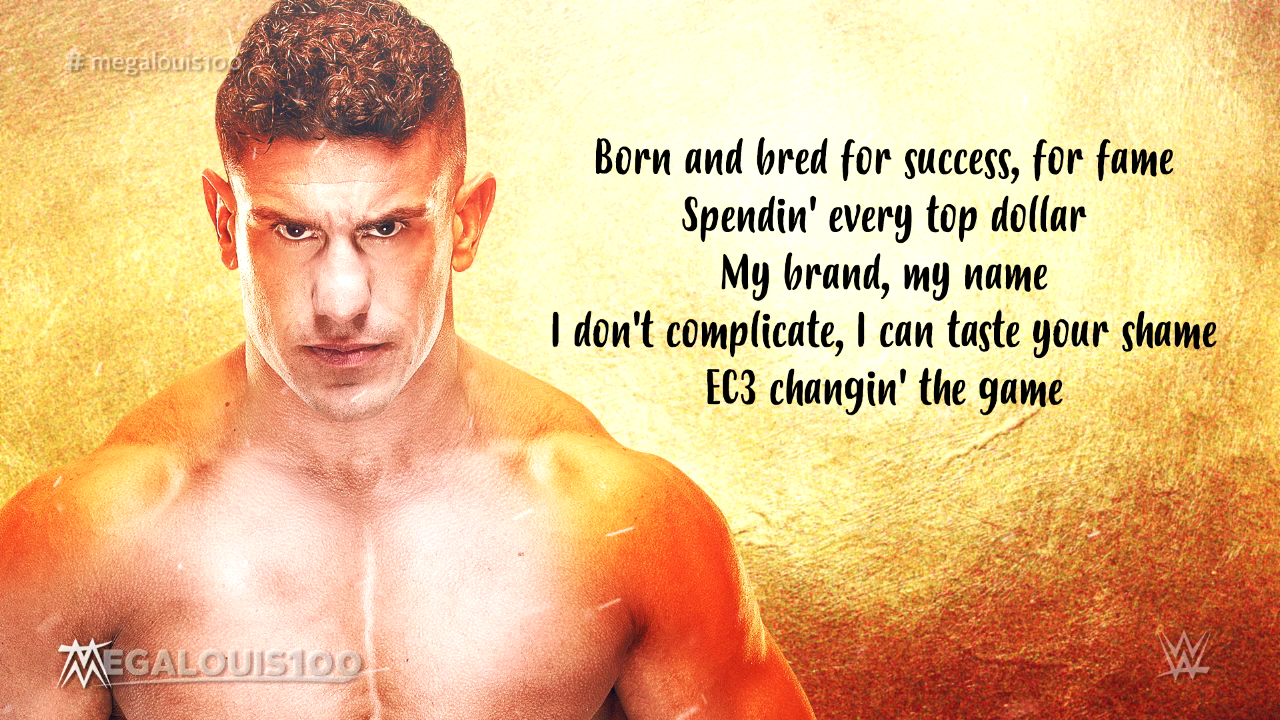 # megalouis100
Born and bred for success, for fame
Spendin' every top dollar
My brand, my name
I don't complicate, I can taste your shame
EC3 changin' the game
MEGALOUIS100
W